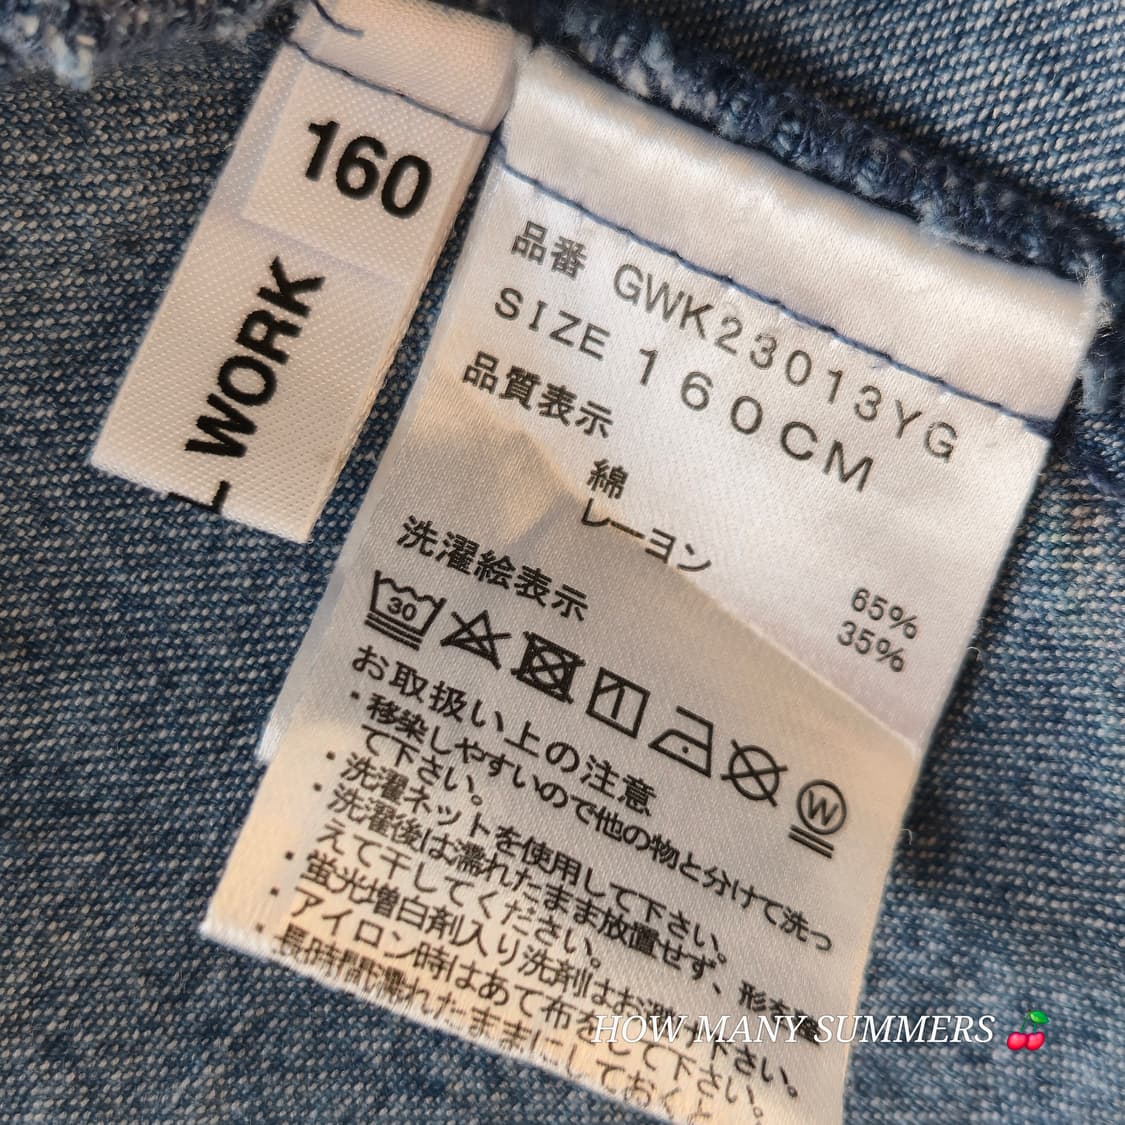 160
L WORK
品番 GWK23013YG
SIZE 160CM
品質表示
綿 65%
レーヨン 35%
洗濯絵表示
30
W
お取扱い上の注意
・移染しやすいので他の物と分けて洗っ
て下さい。
・洗濯ネットを使用して下さい。
・洗濯後は濡れたまま放置せず、形を整
えて干してください。
・蛍光増白剤入り洗剤はお避け下さい。
・アイロン時はあて布をして下さい。
・長時間濡れたままにしておくと
HOW MANY SUMMERS 🍒